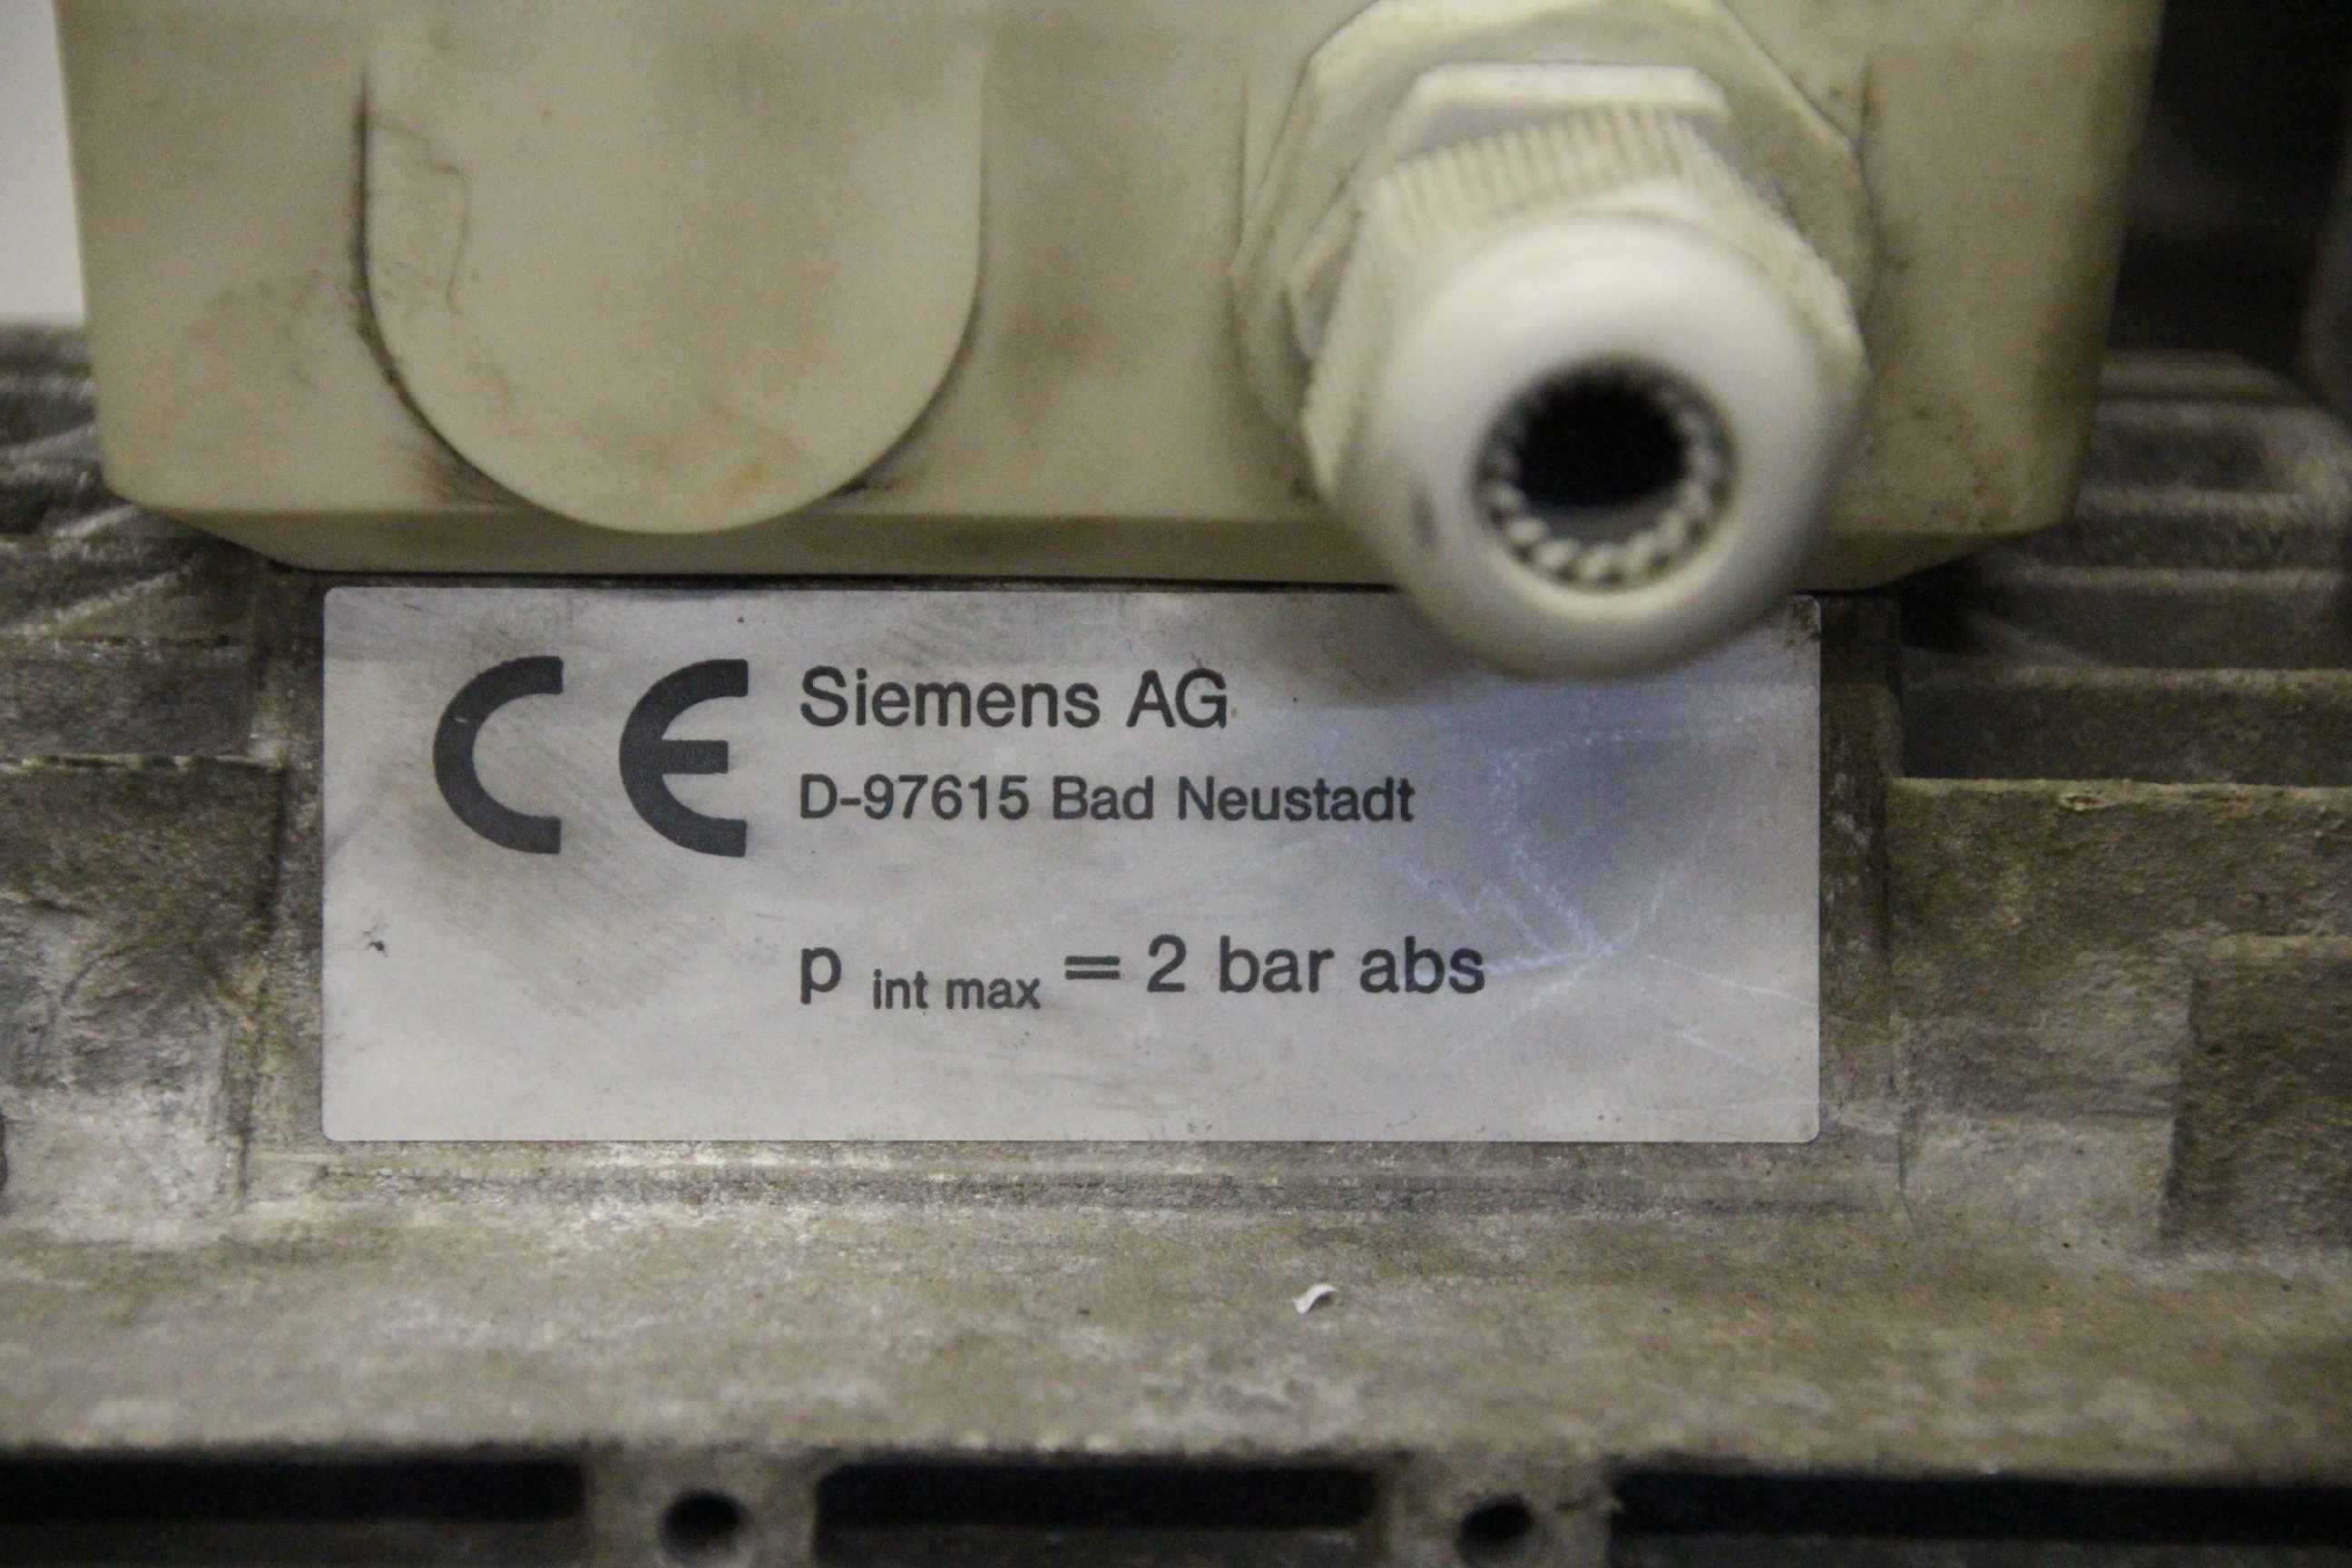 CE Siemens AG
D-97615 Bad Neustadt
p int max = 2 bar abs